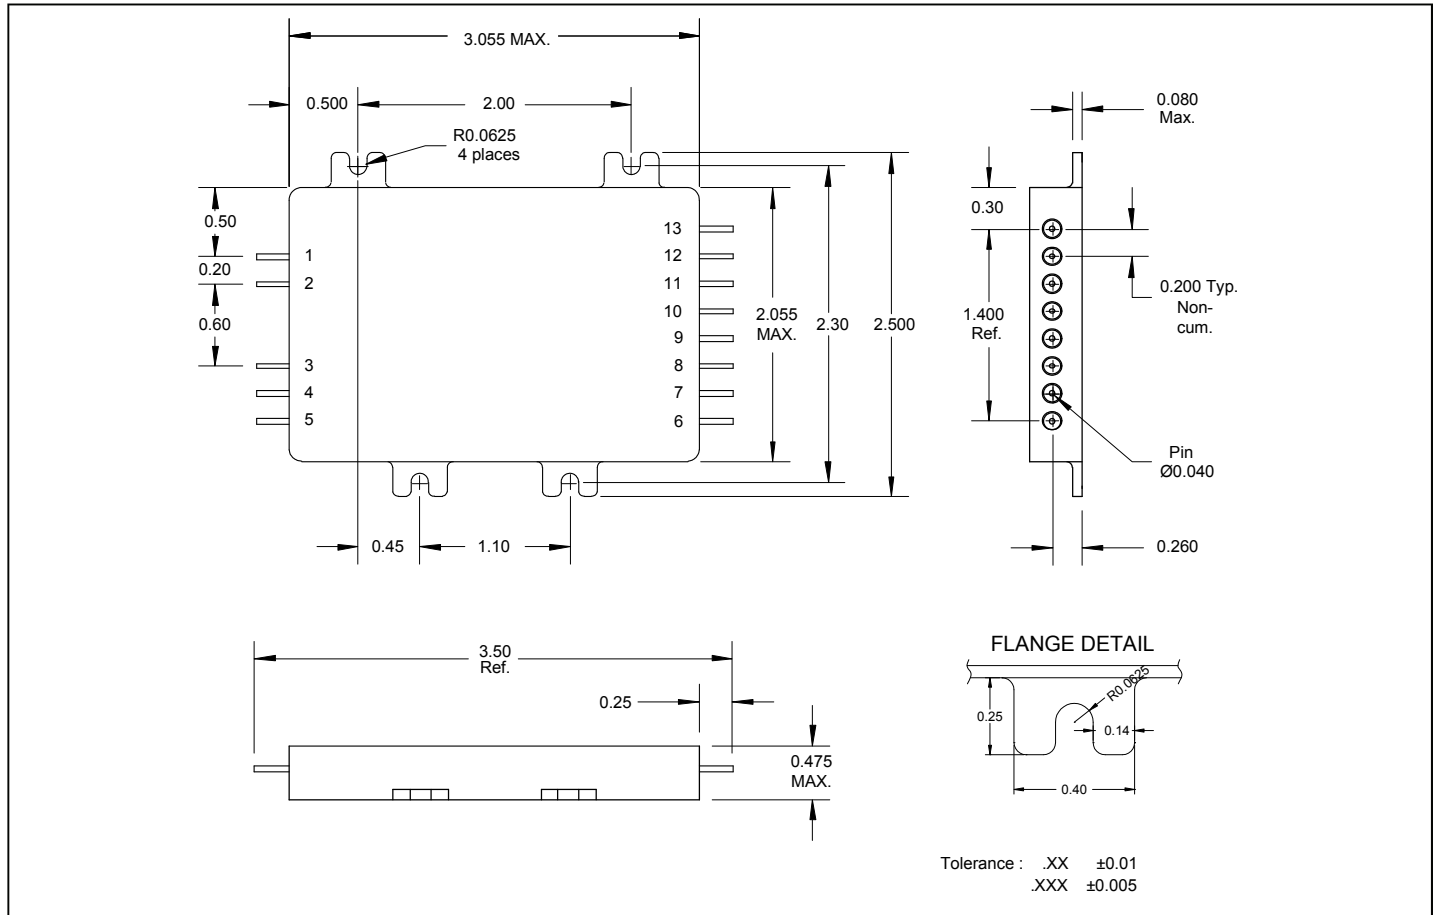 3.055 MAX.
0.500
2.00
R0.0625
4 places
0.080
Max.
0.50
0.20
0.60
1
2
3
4
5
13
12
11
10
9
8
7
6
2.055
MAX.
2.30
2.500
0.30
1.400
Ref.
0.200 Typ.
Non-
cum.
Pin
Ø0.040
0.260
0.45
1.10
3.50
Ref.
0.25
0.475
MAX.
FLANGE DETAIL
R0.0625
0.25
0.14
0.40
Tolerance : .XX ±0.01
.XXX ±0.005